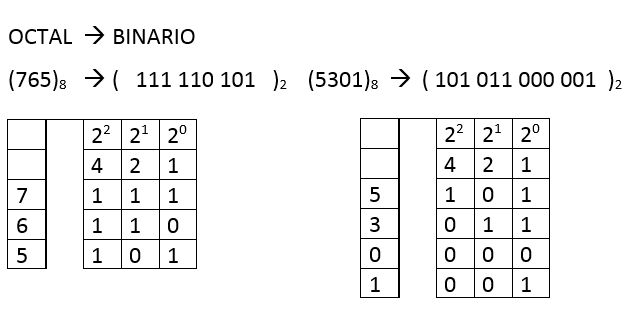 OCTAL → BINARIO
(765)₈ → ( 111 110 101 )₂ (5301)₈ → ( 101 011 000 001 )₂
2² 2¹ 2⁰
4 2 1
7 1 1 1
6 1 1 0
5 1 0 1
2² 2¹ 2⁰
4 2 1
5 1 0 1
3 0 1 1
0 0 0 0
1 0 0 1